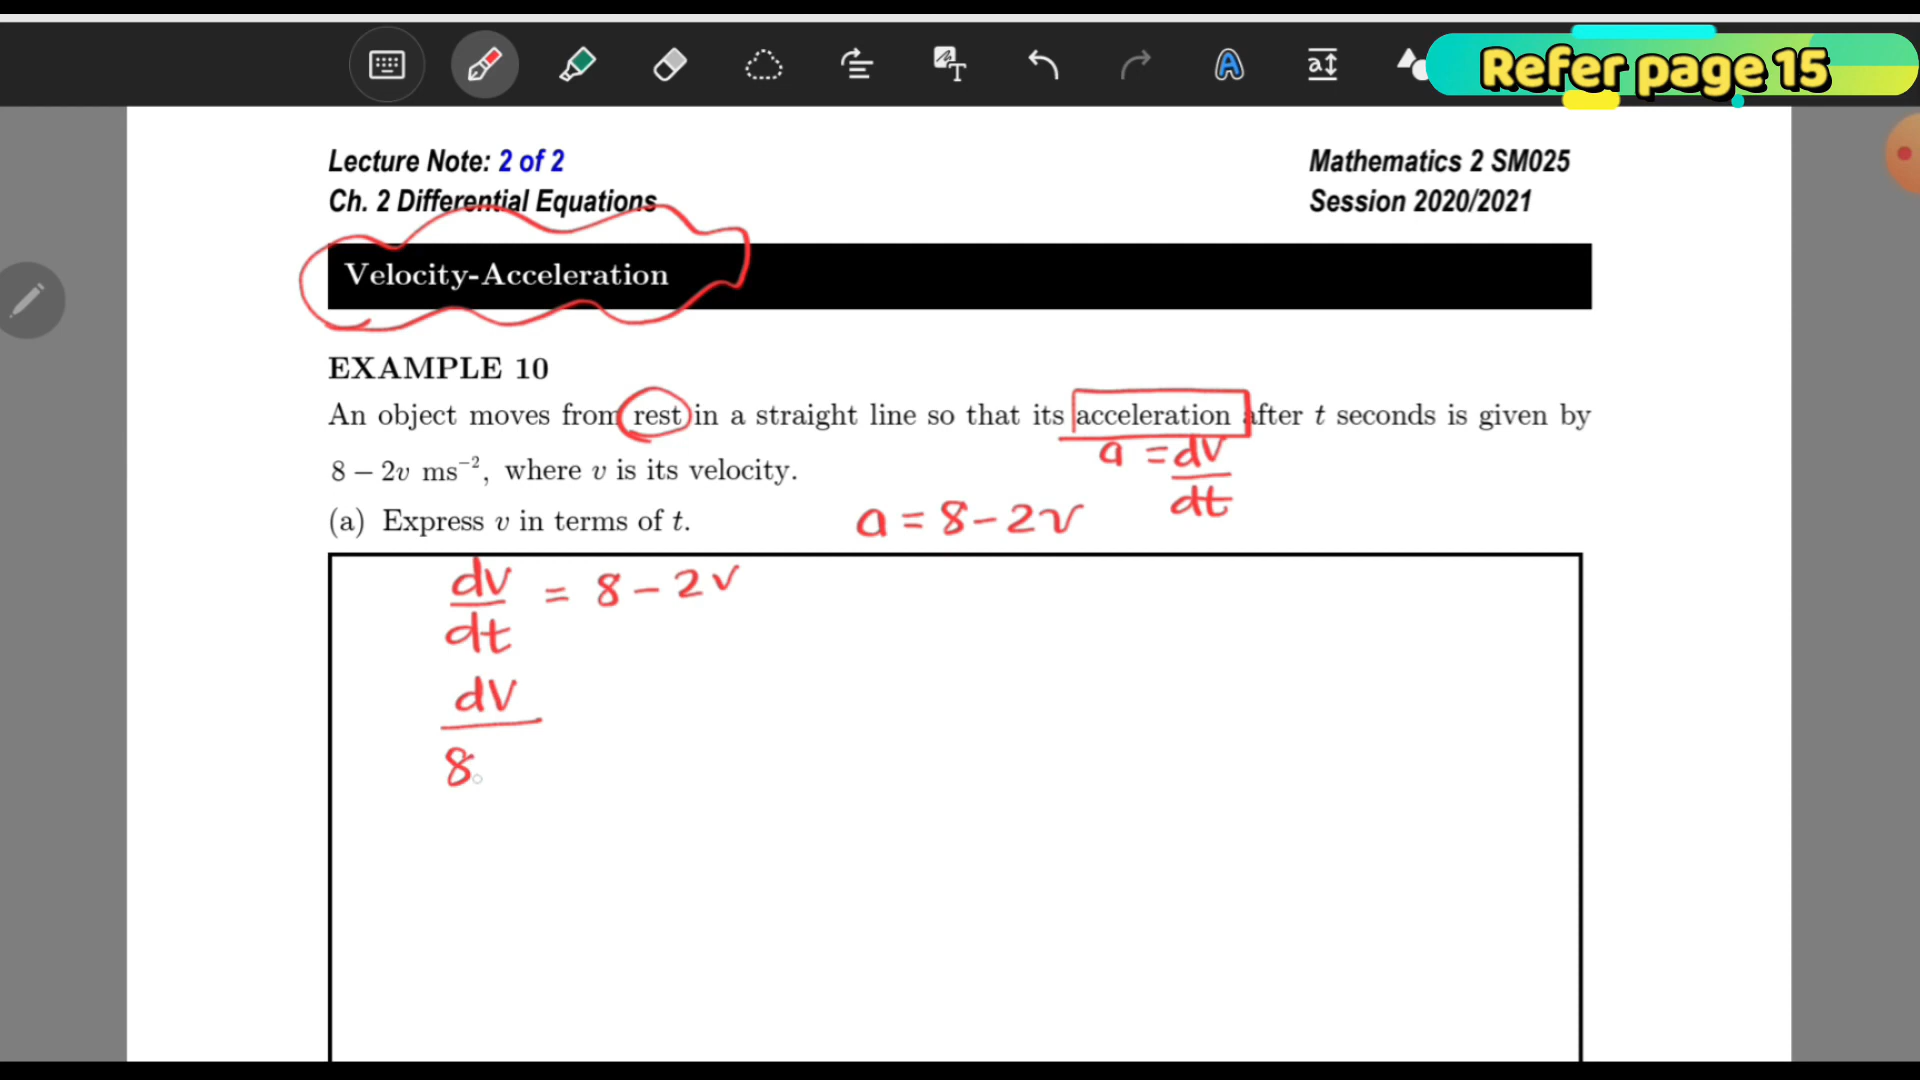 Refer page 15
Lecture Note: 2 of 2
Mathematics 2 SM025
Ch. 2 Differential Equations
Session 2020/2021
Velocity-Acceleration
EXAMPLE 10
An object moves from rest in a straight line so that its acceleration after t seconds is given by
8 − 2v ms⁻², where v is its velocity.
a = dv/dt
(a) Express v in terms of t.
a = 8 − 2v
dv/dt = 8 − 2v
dv
8